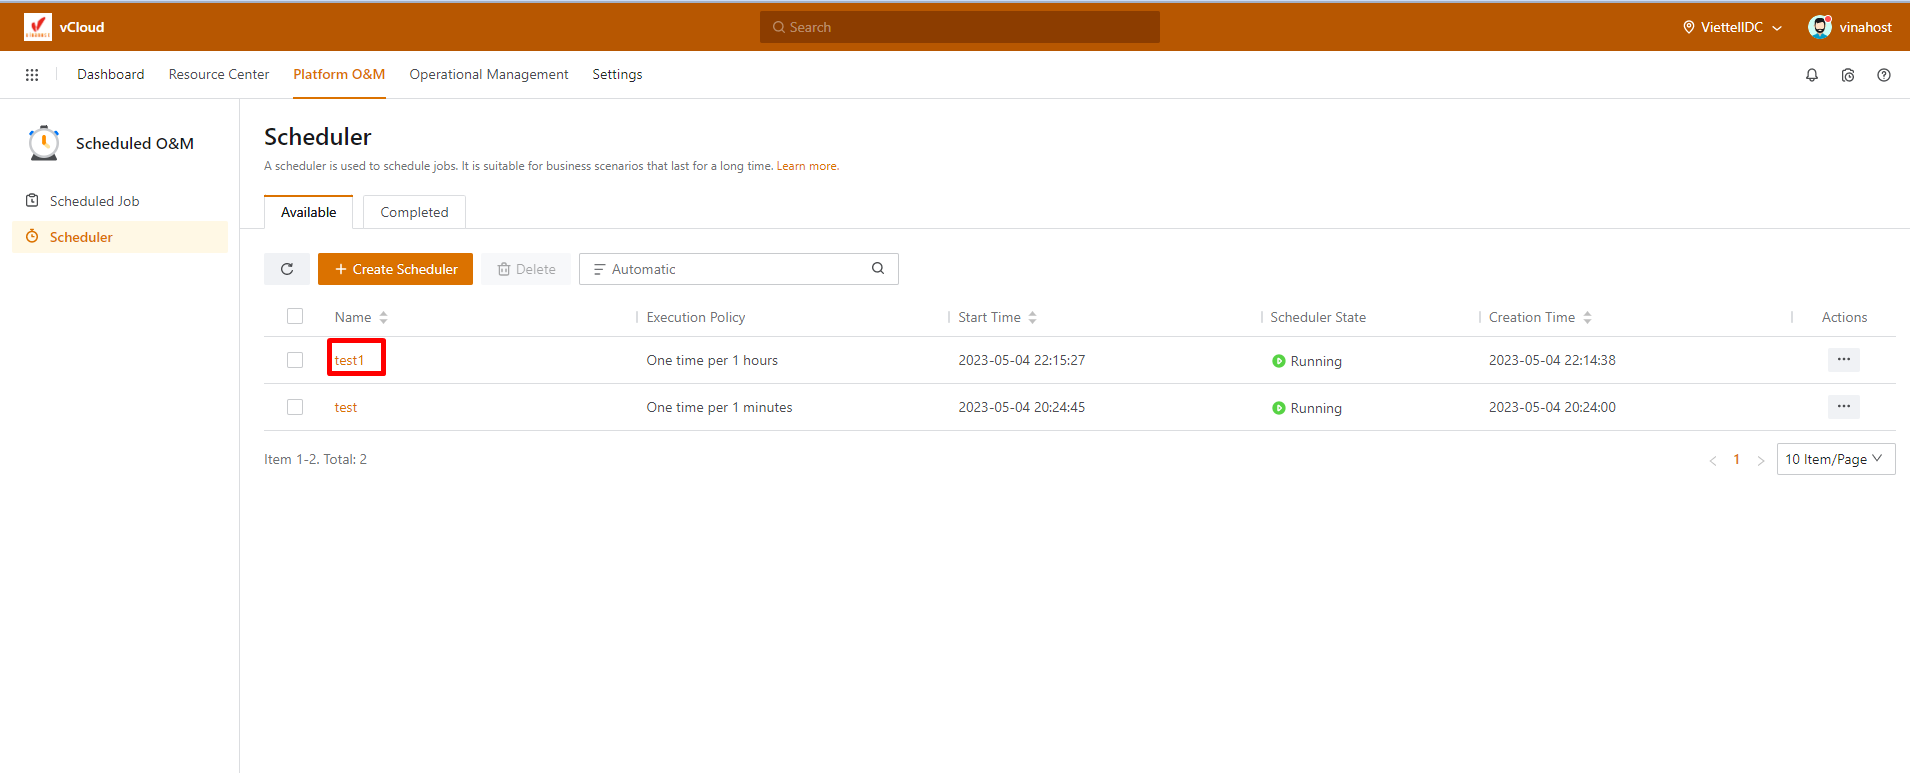 vCloud
Search
ViettelIDC
vinahost
Dashboard Resource Center Platform O&M Operational Management Settings
Scheduled O&M
Scheduled Job
Scheduler
Scheduler
A scheduler is used to schedule jobs. It is suitable for business scenarios that last for a long time. Learn more.
Available Completed
Create Scheduler Delete Automatic
Name Execution Policy Start Time Scheduler State Creation Time Actions
test1 One time per 1 hours 2023-05-04 22:15:27 Running 2023-05-04 22:14:38
test One time per 1 minutes 2023-05-04 20:24:45 Running 2023-05-04 20:24:00
Item 1-2. Total: 2
1
10 Item/Page